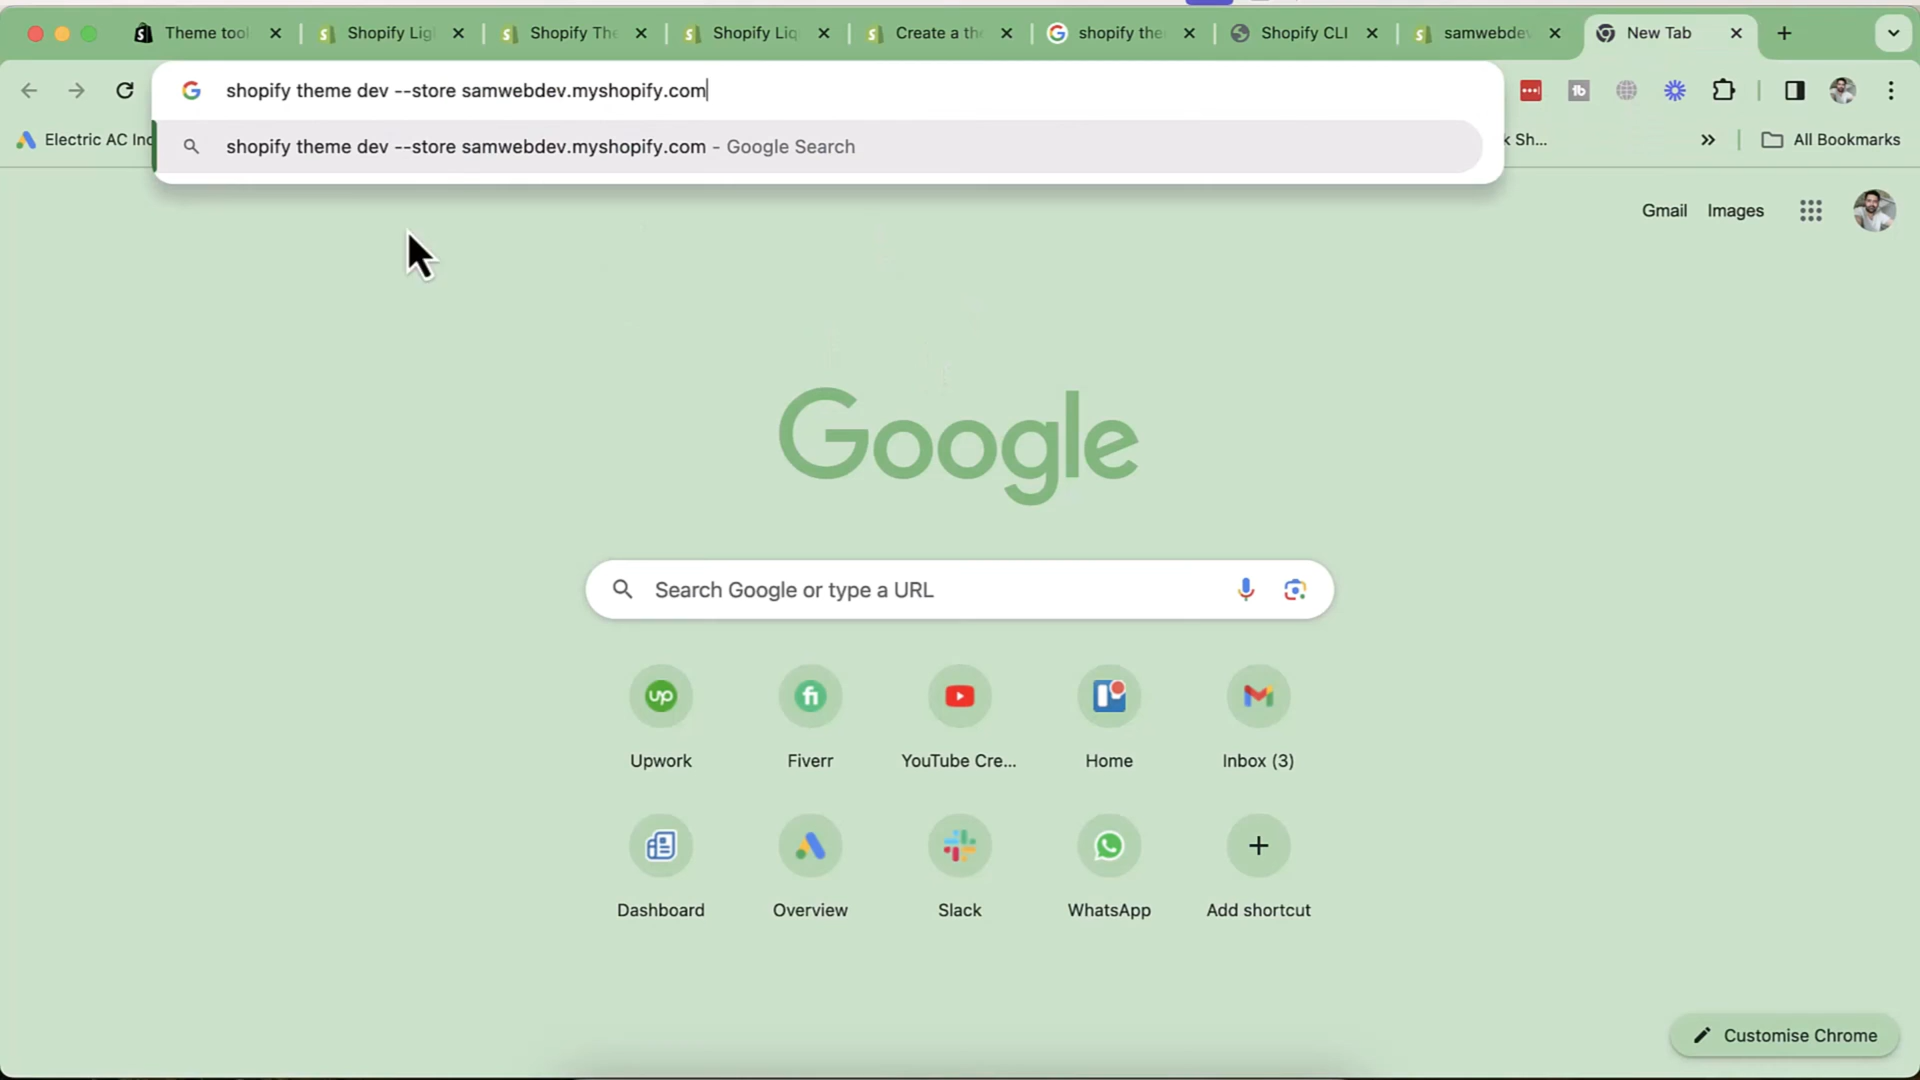 Theme tool
Shopify Lig
Shopify The
Shopify Liq
Create a the
shopify the
Shopify CLI
samwebdev
New Tab
shopify theme dev --store samwebdev.myshopify.com
Electric AC Inc
shopify theme dev --store samwebdev.myshopify.com - Google Search
k Sh...
All Bookmarks
Gmail
Images
Google
Search Google or type a URL
Upwork
Fiverr
YouTube Cre...
Home
Inbox (3)
Dashboard
Overview
Slack
WhatsApp
Add shortcut
Customise Chrome